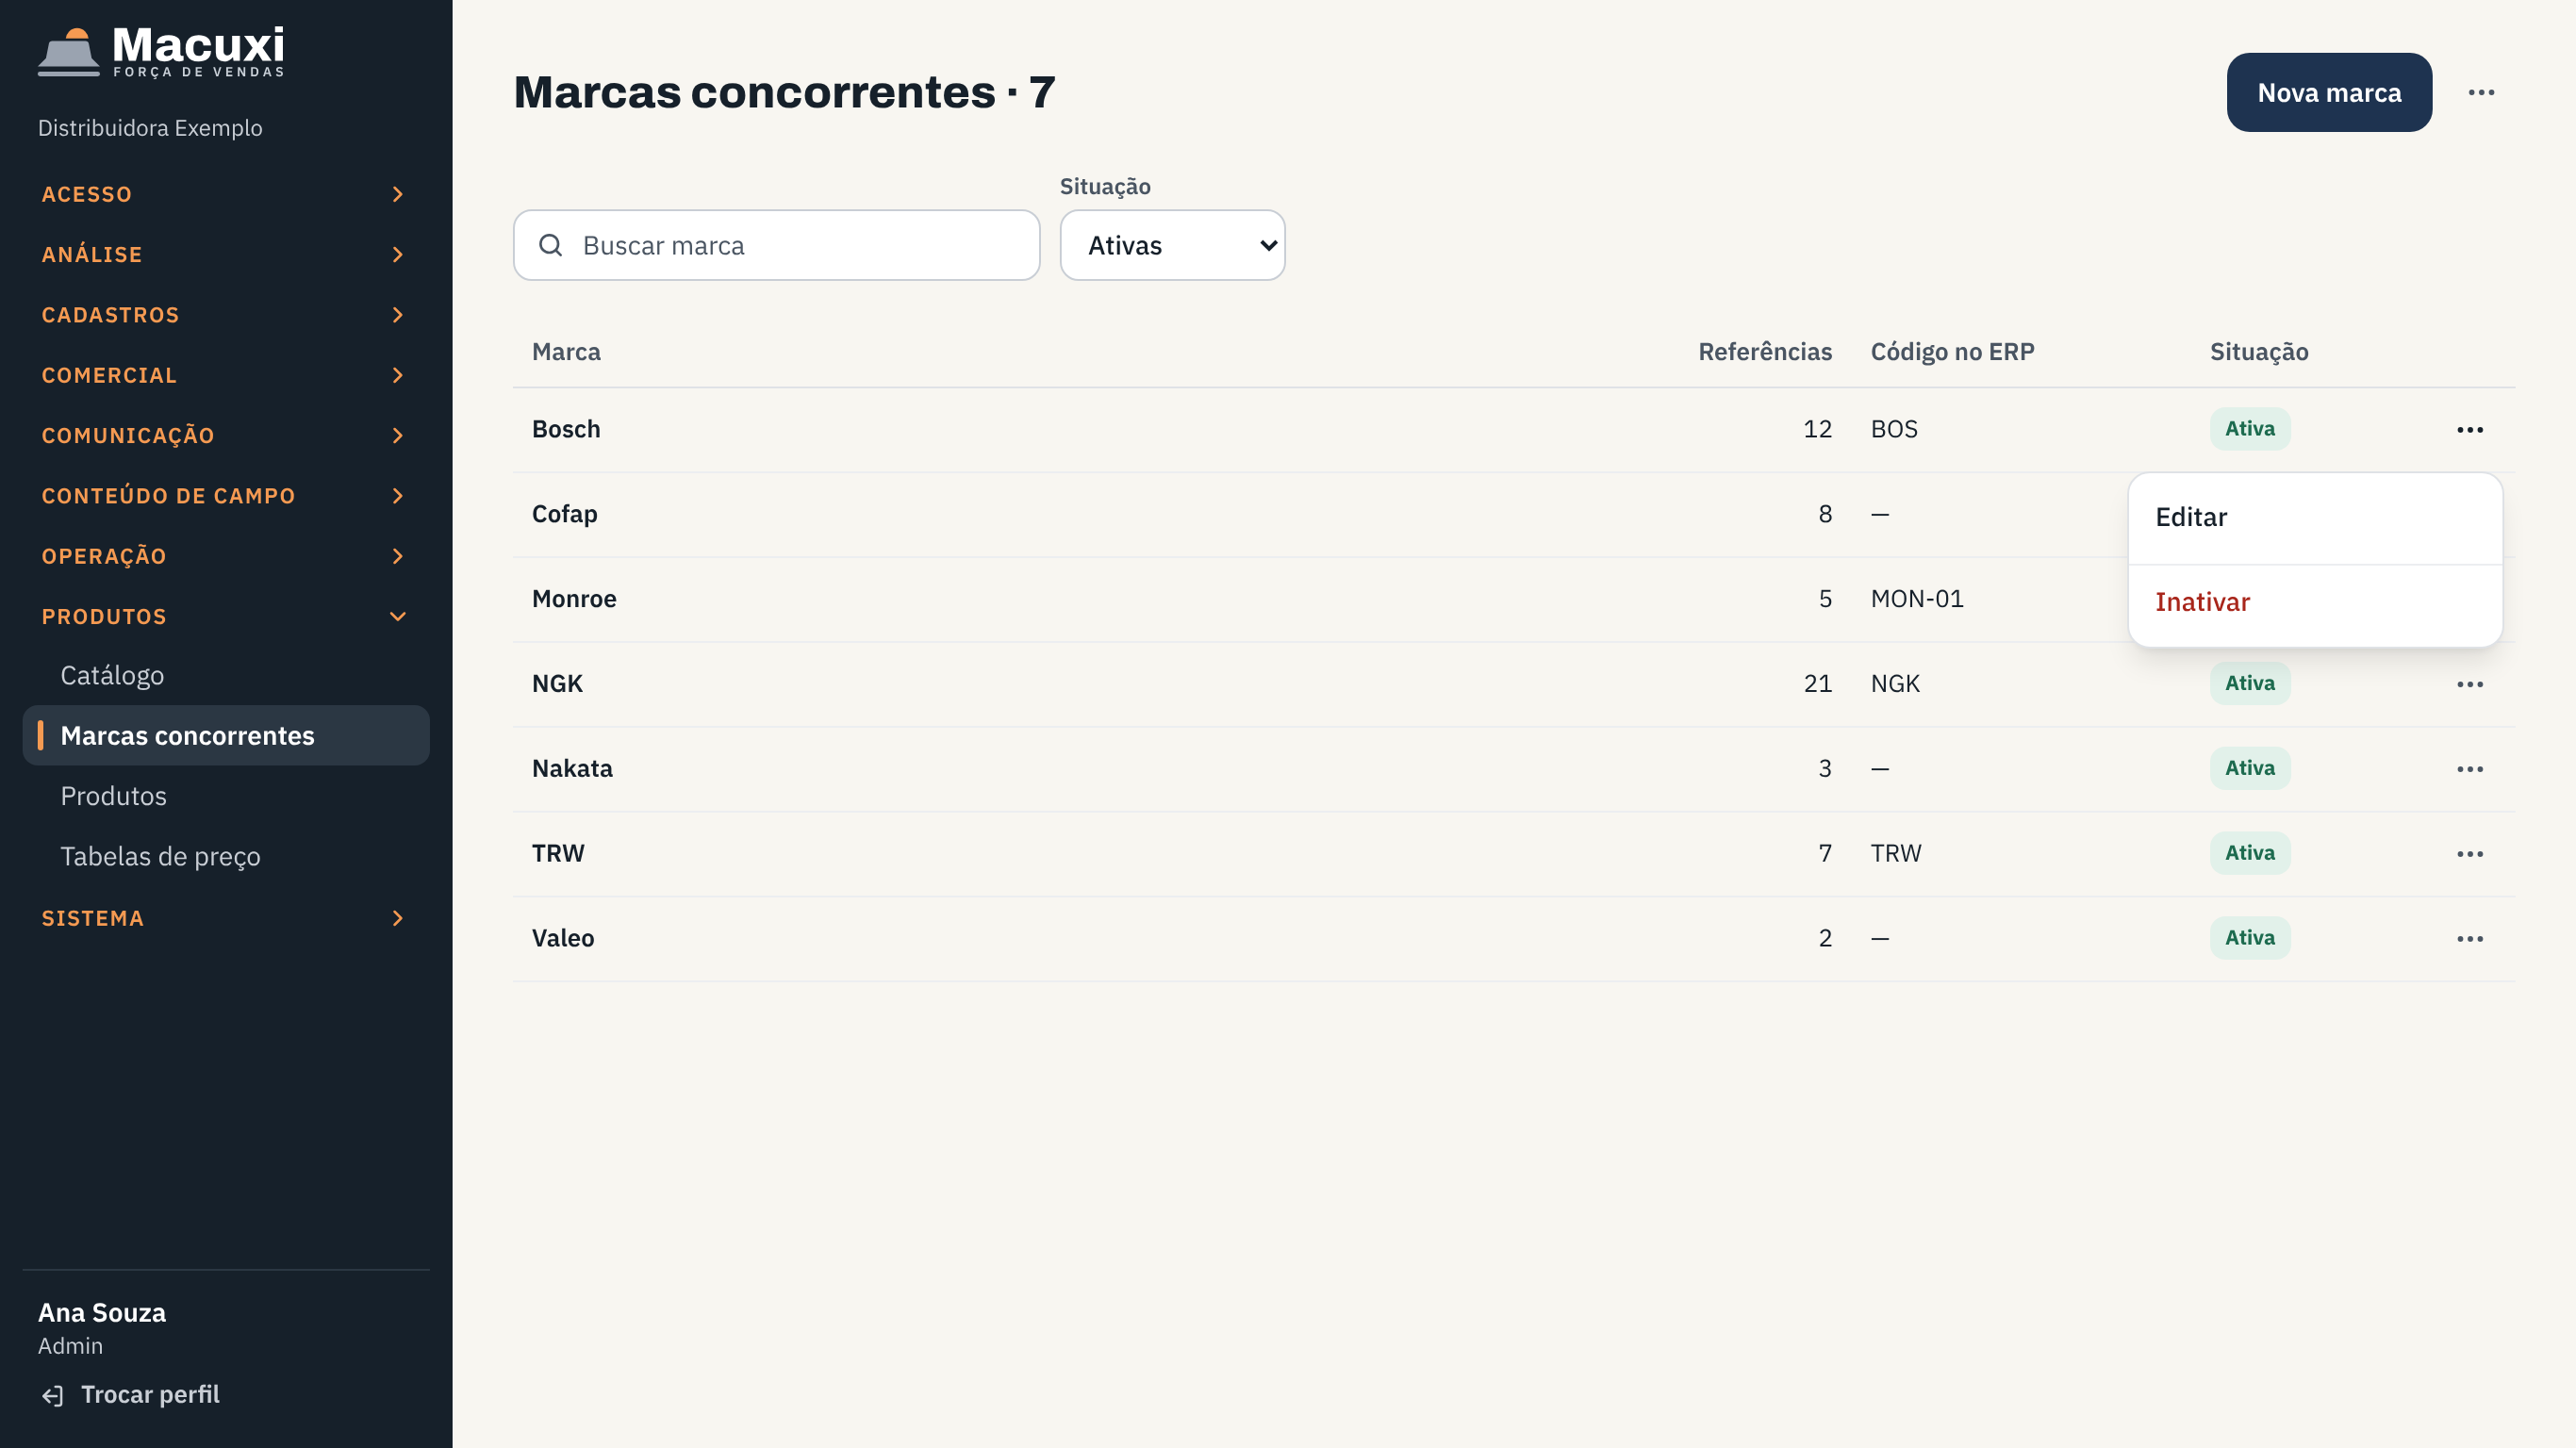 Macuxi
FORÇA DE VENDAS
Distribuidora Exemplo
ACESSO
ANÁLISE
CADASTROS
COMERCIAL
COMUNICAÇÃO
CONTEÚDO DE CAMPO
OPERAÇÃO
PRODUTOS
Catálogo
Marcas concorrentes
Produtos
Tabelas de preço
SISTEMA
Ana Souza
Admin
Trocar perfil
Marcas concorrentes · 7
Nova marca
Situação
Buscar marca
Ativas
Marca Referências Código no ERP Situação
Bosch 12 BOS Ativa
Cofap 8 —
Editar
Monroe 5 MON-01
Inativar
NGK 21 NGK Ativa
Nakata 3 — Ativa
TRW 7 TRW Ativa
Valeo 2 — Ativa